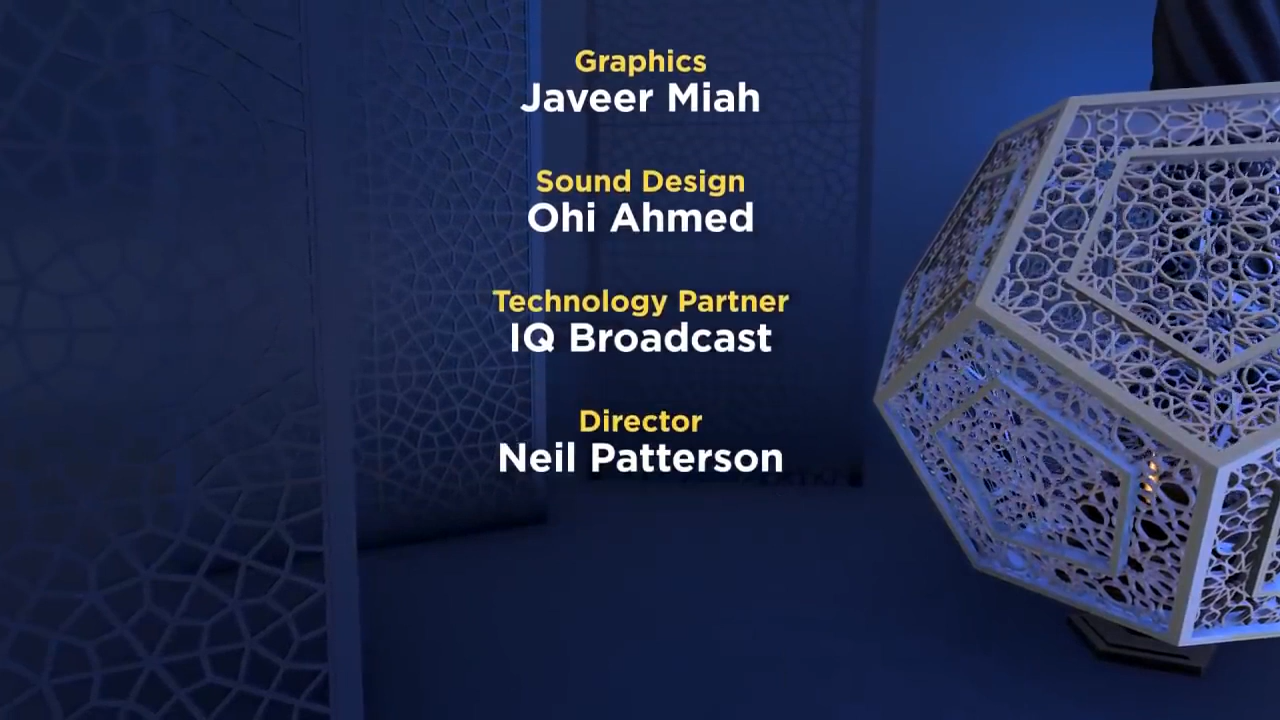 Graphics
Javeer Miah
Sound Design
Ohi Ahmed
Technology Partner
IQ Broadcast
Director
Neil Patterson